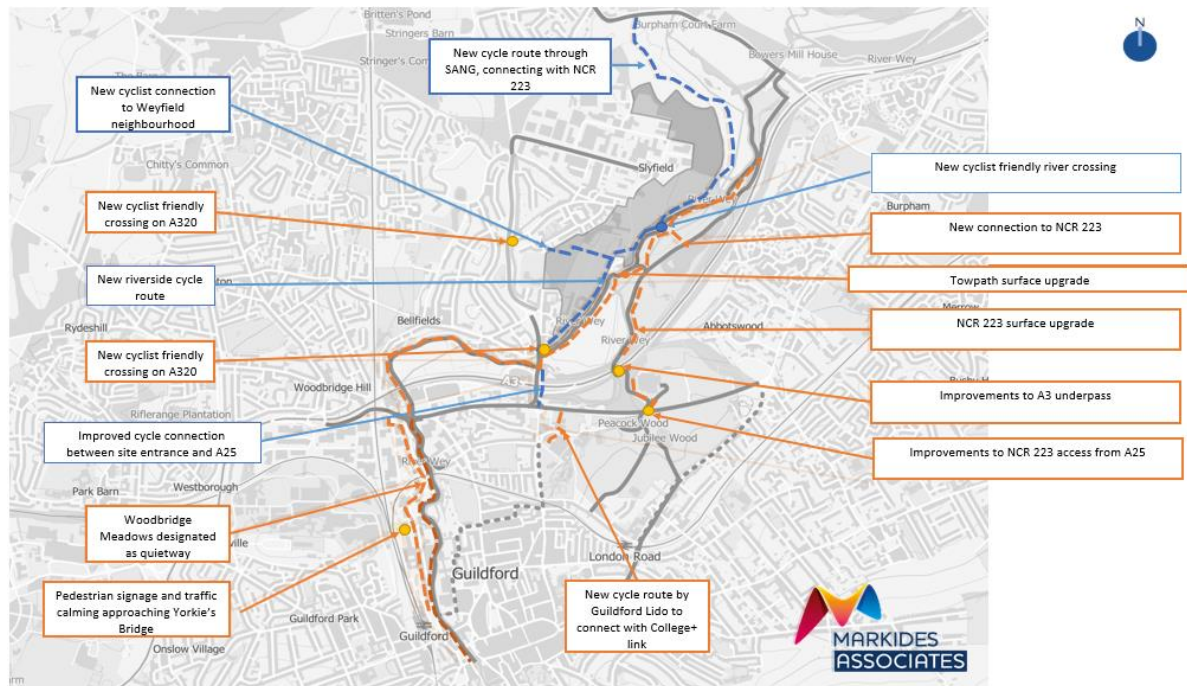 Britten's Pond
Burpham Court Farm
N
Stringers Barn
Bowers Mill House
River Wey
Stringer's Com
New cycle route through
SANG, connecting with NCR
223
New cyclist connection
to Weyfield
neighbourhood
Chitty's Common
Slyfield
New cyclist friendly river crossing
New cyclist friendly
crossing on A320
River Wey
Burpham
New connection to NCR 223
New riverside cycle
route
Towpath surface upgrade
Merrow
Rydeshill
Bellfields
River Wey
Abbotswood
NCR 223 surface upgrade
River Wey
New cyclist friendly
crossing on A320
A3
Woodbridge Hill
Improvements to A3 underpass
Riflerange Plantation
Peacock Wood
Jubilee Wood
Improved cycle connection
between site entrance and A25
Improvements to NCR 223 access from A25
River Wey
Park Barn
Westborough
Woodbridge
Meadows designated
as quietway
ville
London Road
Guildford
Pedestrian signage and traffic
calming approaching Yorkie's
Bridge
New cycle route by
Guildford Lido to
connect with College+
link
Guildford Park
Guildford
Onslow Village
MARKIDES
ASSOCIATES